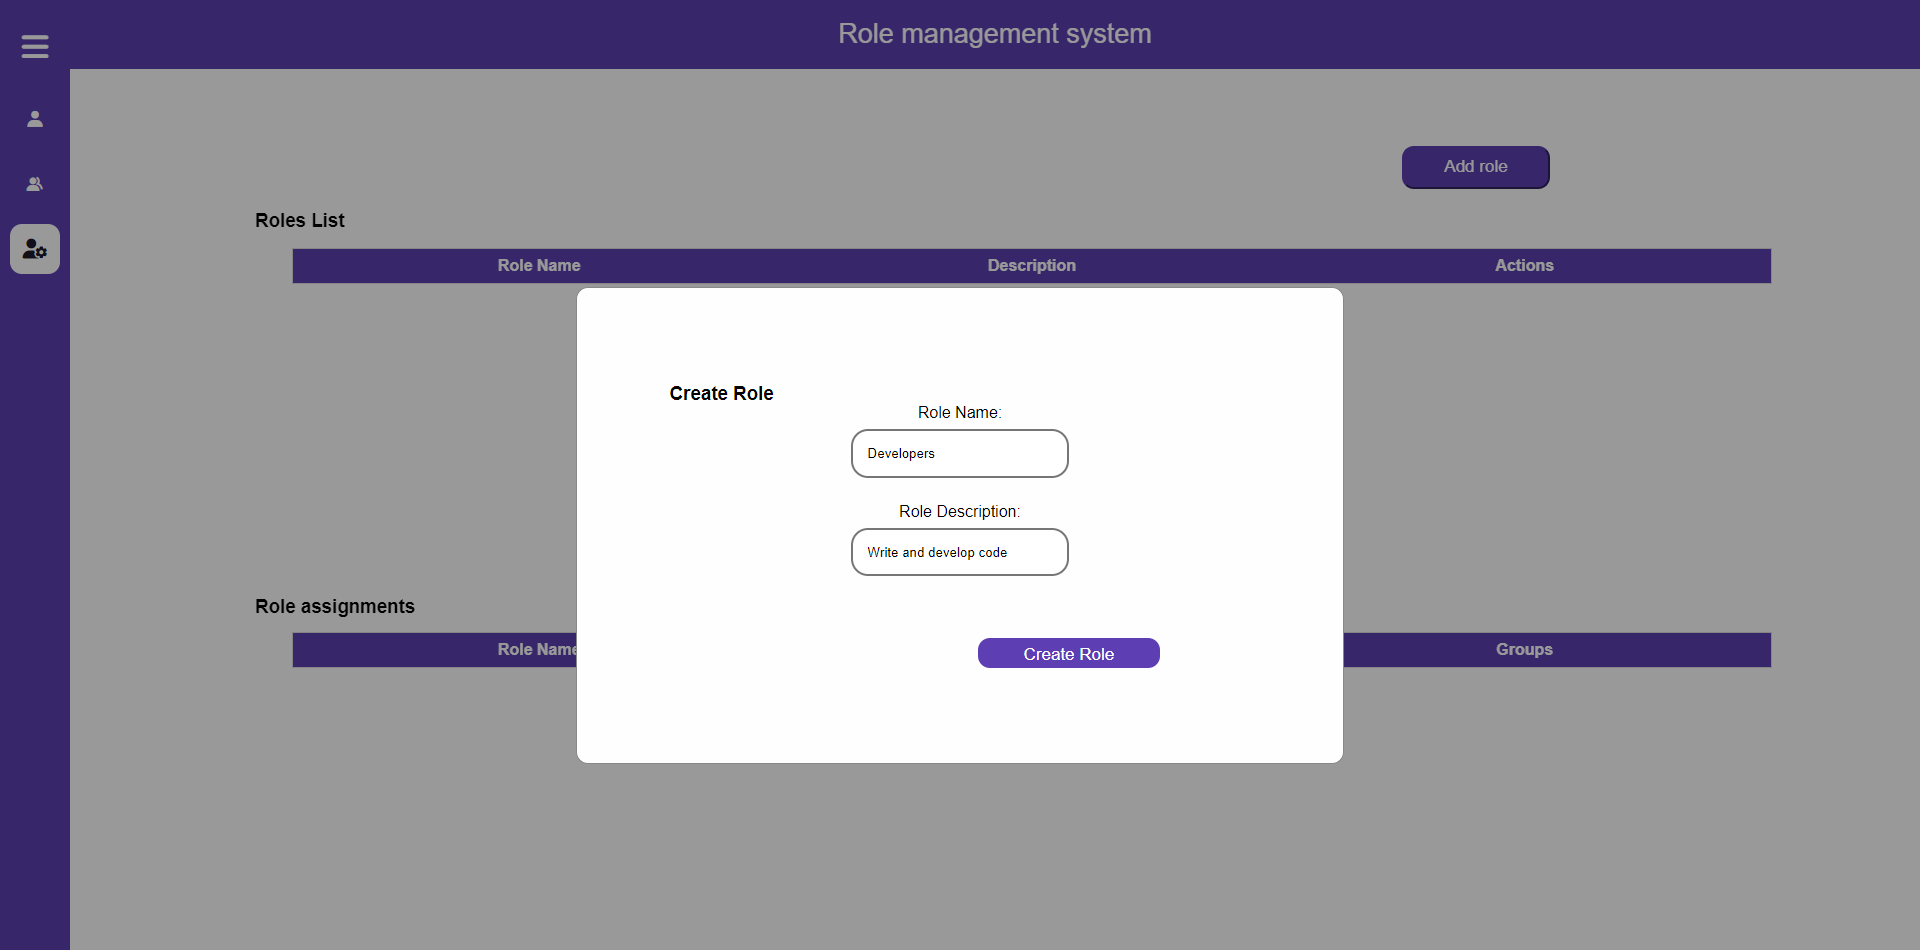 Role management system
Add role
Roles List
Role Name Description Actions
Create Role
Role Name:
Developers
Role Description:
Write and develop code
Role assignments
Role Name Groups
Create Role